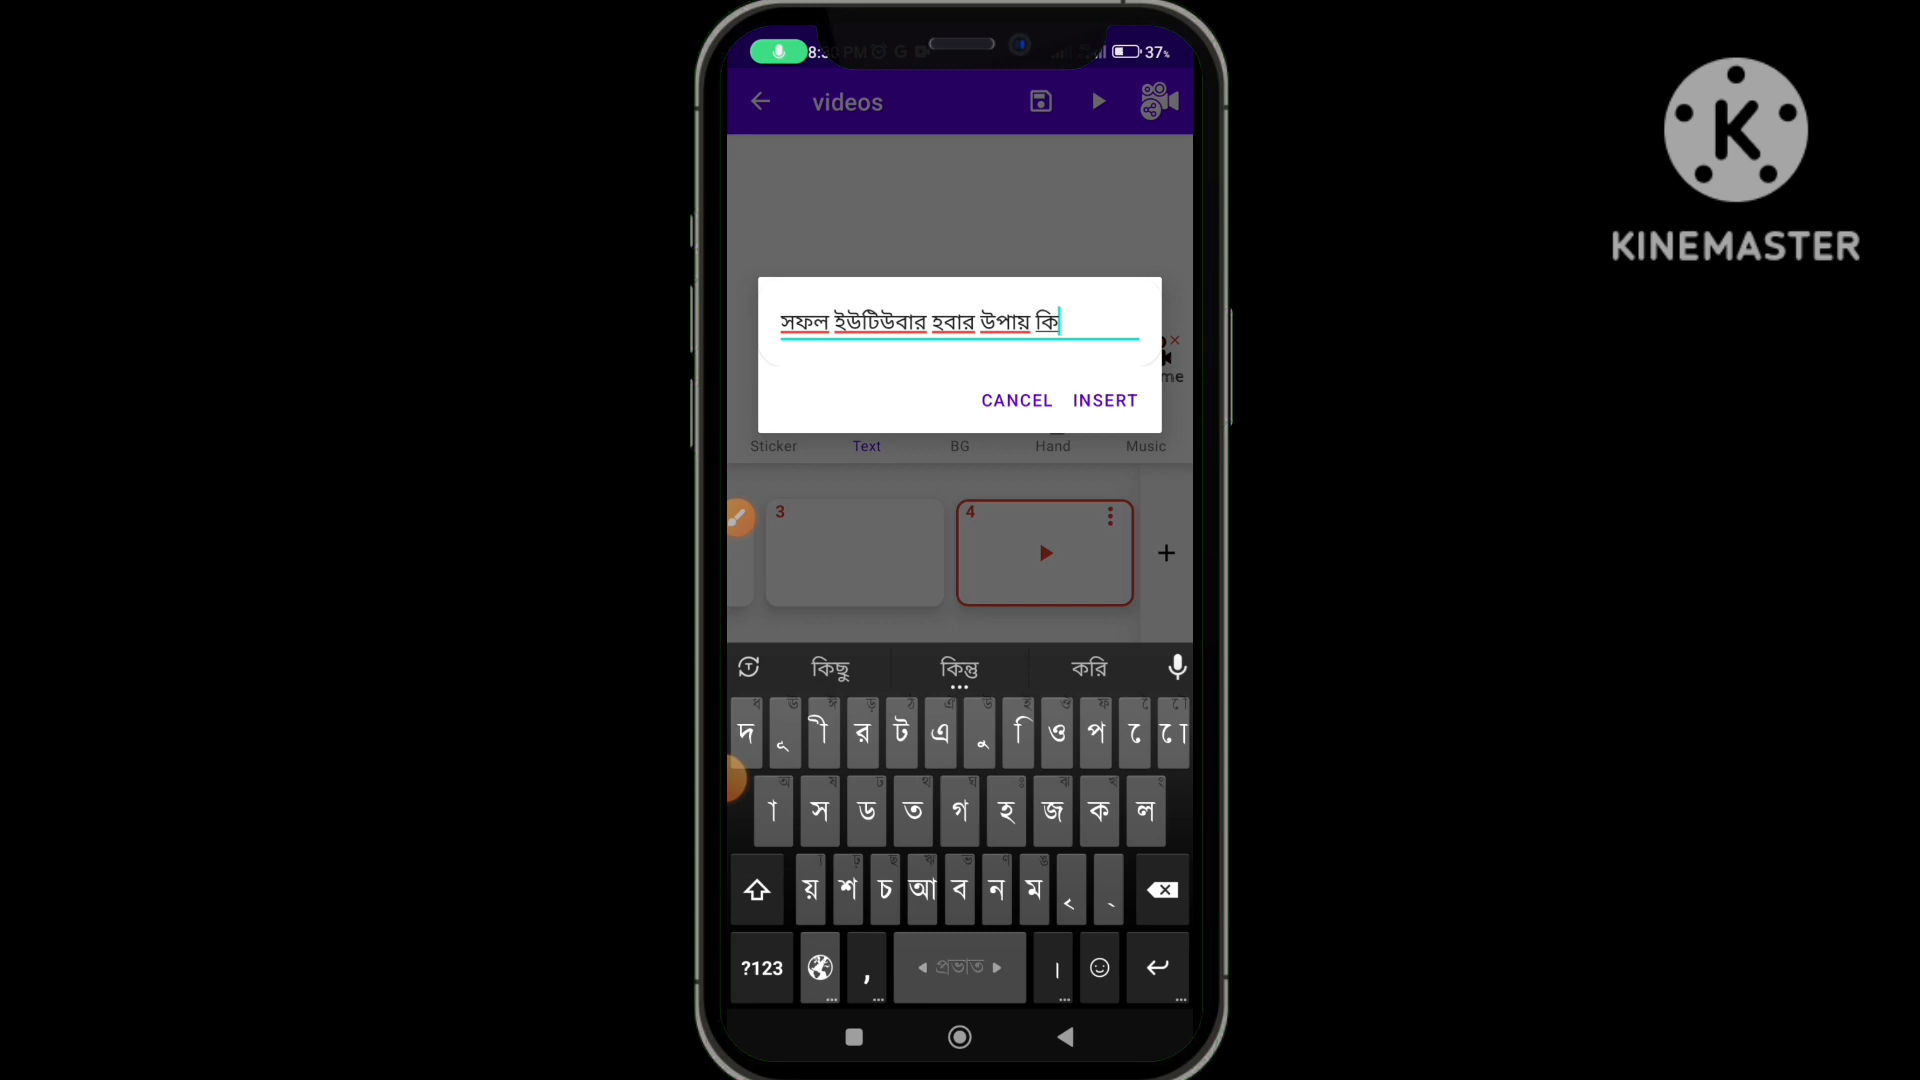 37%
videos
KINEMASTER
সফল ইউটিউবার হবার উপায় কি
me
CANCEL INSERT
Sticker Text BG Hand Music
3 4
কিছু কিন্তু করি
দ ূ ী র ট এ ু ি ও প ে ো
া স ড ত গ হ জ ক ল
য় শ চ আ ব ন ম ৃ ্
?123 , প্রভাত ।